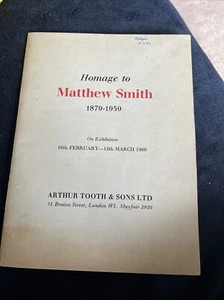 Homage to
Matthew Smith
1879-1959
On Exhibition
16th FEBRUARY—12th MARCH 1960
ARTHUR TOOTH & SONS LTD
31 Bruton Street, London W1. Mayfair 2920